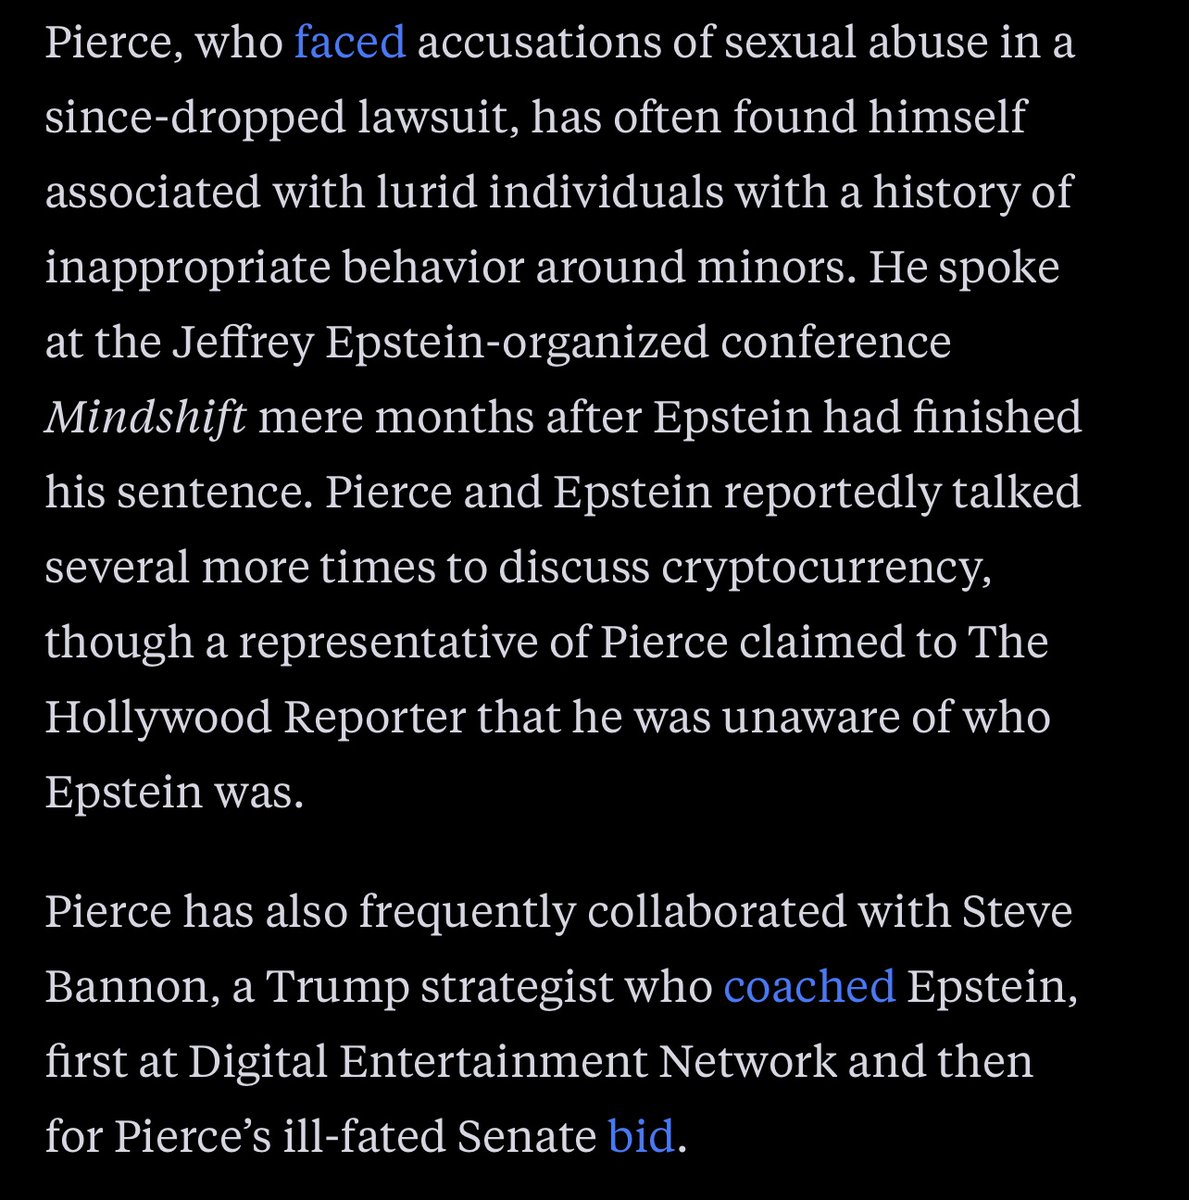 Pierce, who faced accusations of sexual abuse in a
since-dropped lawsuit, has often found himself
associated with lurid individuals with a history of
inappropriate behavior around minors. He spoke
at the Jeffrey Epstein-organized conference
Mindshift mere months after Epstein had finished
his sentence. Pierce and Epstein reportedly talked
several more times to discuss cryptocurrency,
though a representative of Pierce claimed to The
Hollywood Reporter that he was unaware of who
Epstein was.
Pierce has also frequently collaborated with Steve
Bannon, a Trump strategist who coached Epstein,
first at Digital Entertainment Network and then
for Pierce’s ill-fated Senate bid.